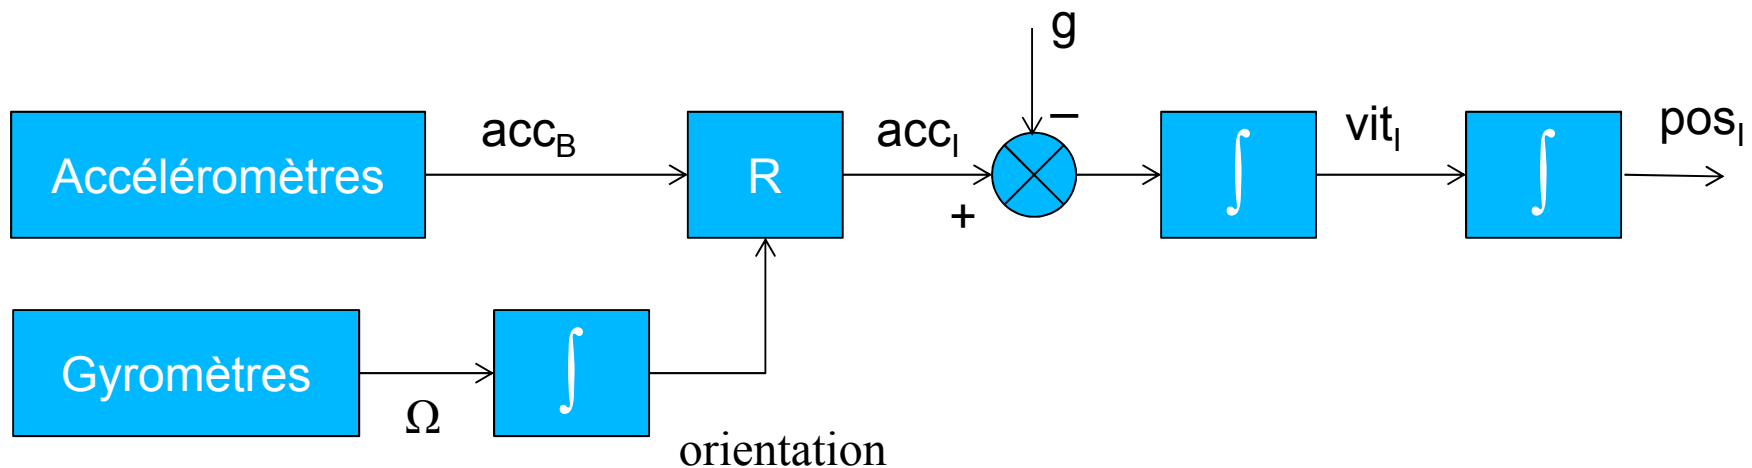 g
−
acc_B
acc_I
vit_I
pos_I
Accéléromètres
R
∫
∫
+
Gyromètres
∫
Ω
orientation